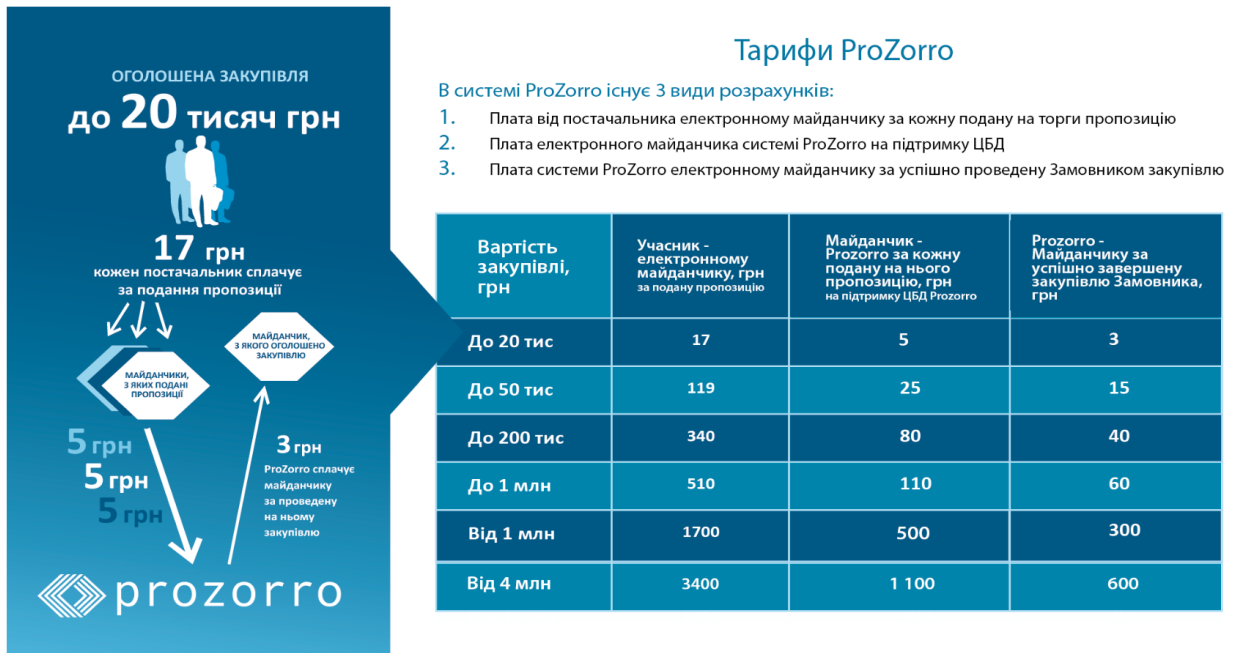 ОГОЛОШЕНА ЗАКУПІВЛЯ
до 20 тисяч грн
17 грн
кожен постачальник сплачує
за подання пропозиції
МАЙДАНЧИК,
З ЯКОГО ОГОЛОШЕНО
ЗАКУПІВЛЮ
МАЙДАНЧИКИ,
З ЯКИХ ПОДАНІ
ПРОПОЗИЦІЇ
5 грн
5 грн
5 грн
3 грн
ProZorro сплачує
майданчику
за проведену
на ньому
закупівлю
prozorro
Тарифи ProZorro
В системі ProZorro існує 3 види розрахунків:
1. Плата від постачальника електронному майданчику за кожну подану на торги пропозицію
2. Плата електронного майданчика системі ProZorro на підтримку ЦБД
3. Плата системи ProZorro електронному майданчику за успішно проведену Замовником закупівлю
Вартість
закупівлі,
грн
Учасник -
електронному
майданчику, грн
за подану пропозицію
Майданчик -
Prozorro за кожну
подану на нього
пропозицію, грн
на підтримку ЦБД Prozorro
Prozorro -
Майданчику за
успішно завершену
закупівлю Замовника,
грн
До 20 тис 17 5 3
До 50 тис 119 25 15
До 200 тис 340 80 40
До 1 млн 510 110 60
Від 1 млн 1700 500 300
Від 4 млн 3400 1 100 600